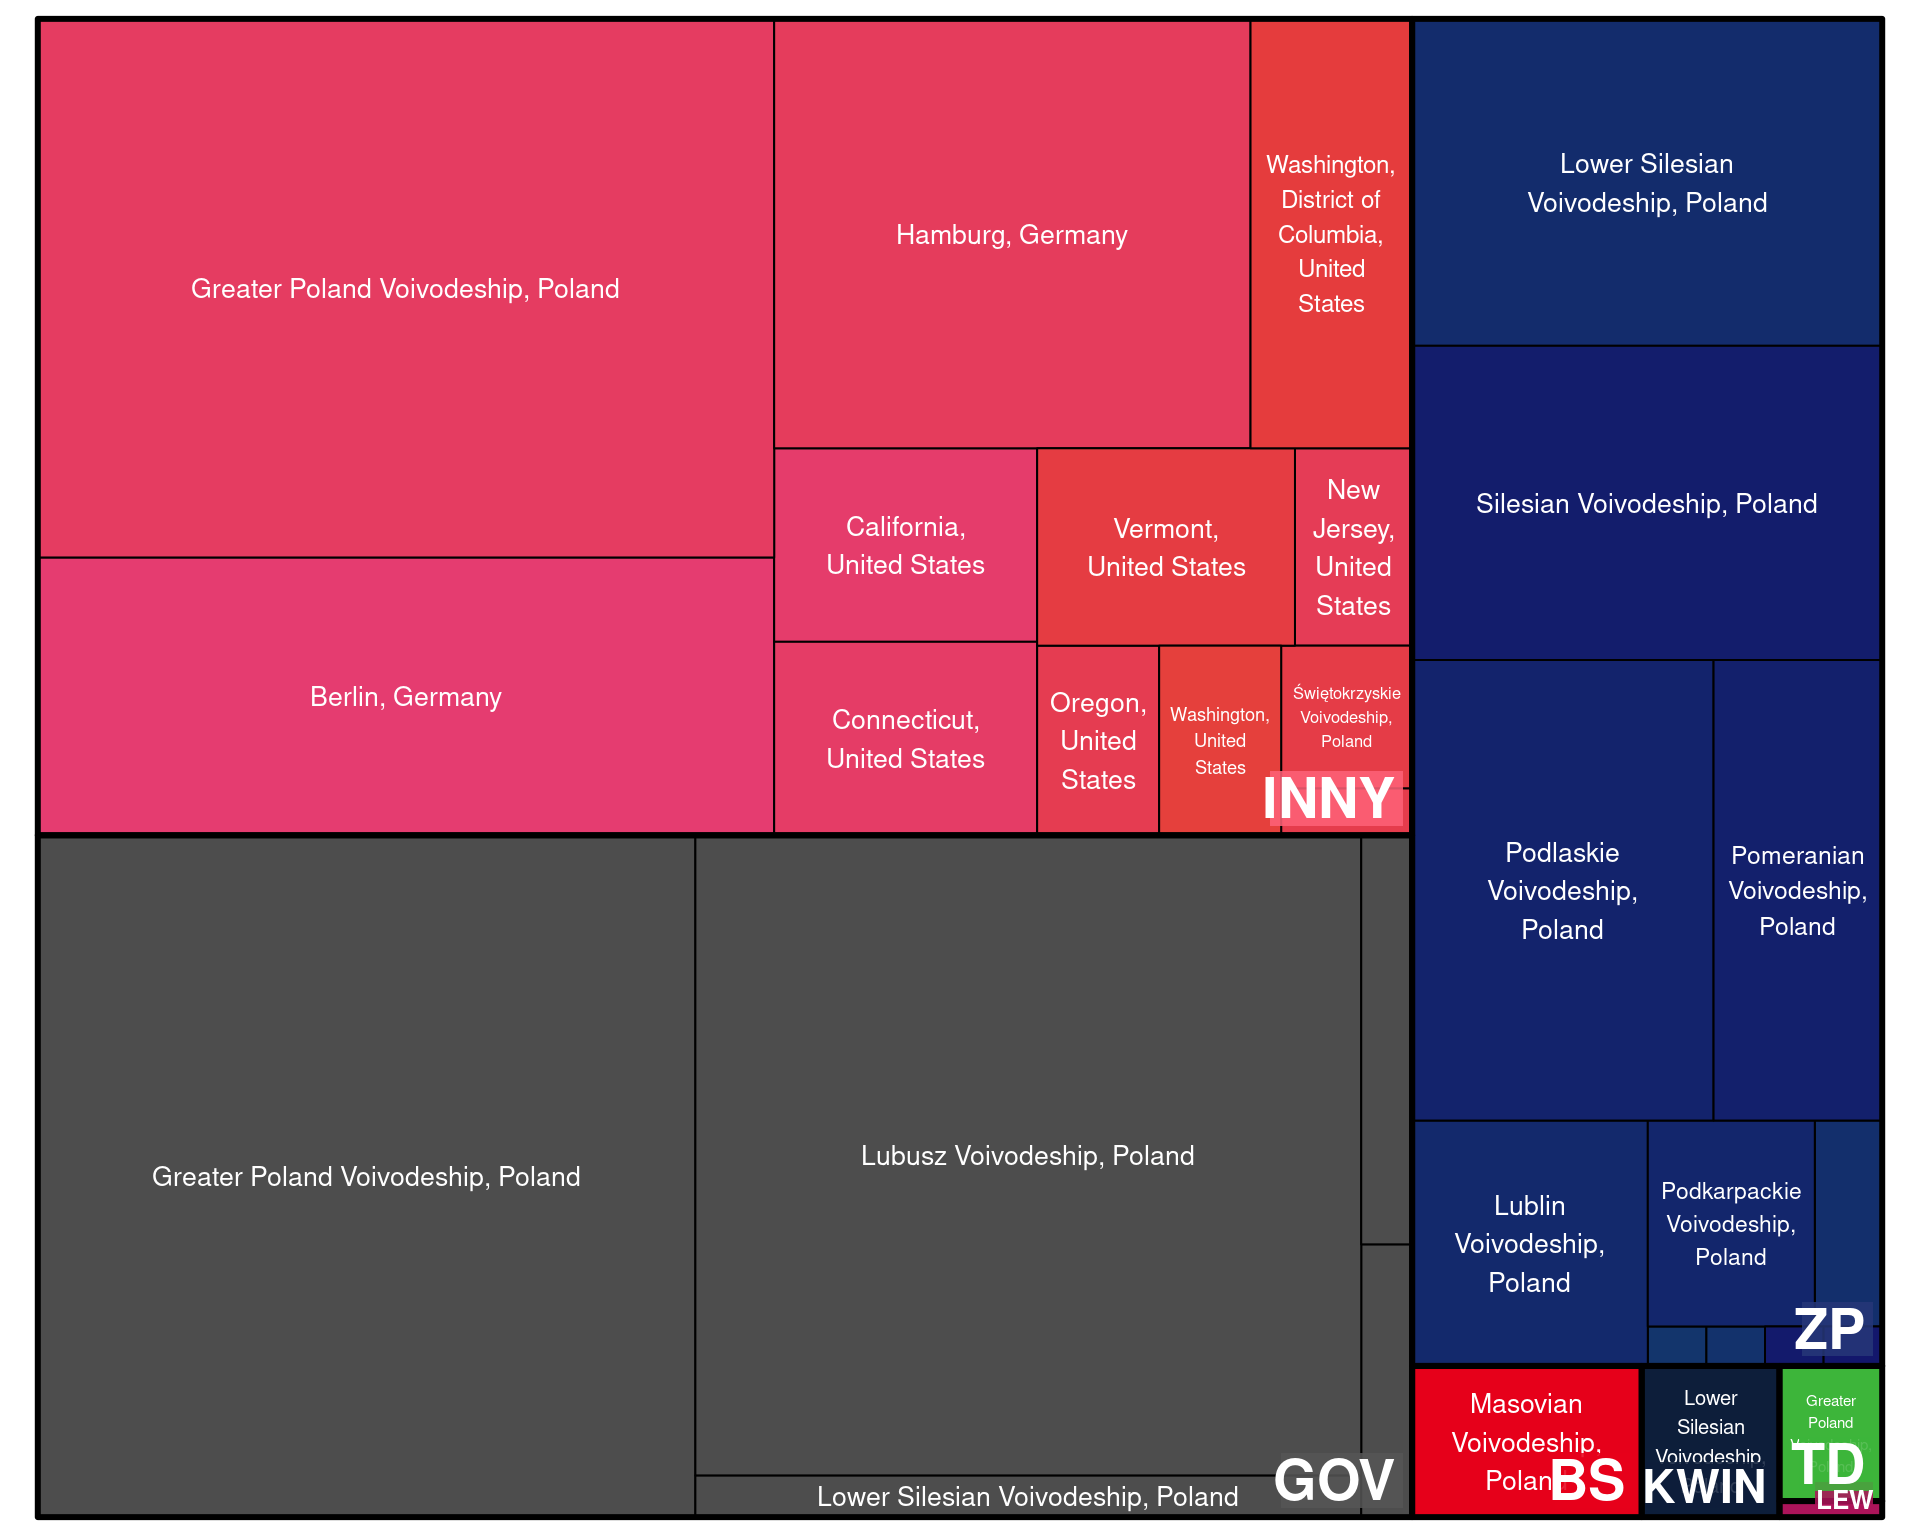 Greater Poland Voivodeship, Poland
Berlin, Germany
Hamburg, Germany
Washington,
District of
Columbia,
United
States
California,
United States
Connecticut,
United States
Vermont,
United States
New
Jersey,
United
States
Oregon,
United
States
Washington,
United
States
Świętokrzyskie
Voivodeship,
Poland
INNY
Greater Poland Voivodeship, Poland
Lubusz Voivodeship, Poland
Lower Silesian Voivodeship, Poland
GOV
Lower Silesian
Voivodeship, Poland
Silesian Voivodeship, Poland
Podlaskie
Voivodeship,
Poland
Pomeranian
Voivodeship,
Poland
Lublin
Voivodeship,
Poland
Podkarpackie
Voivodeship,
Poland
ZP
Masovian
Voivodeship,
Poland
BS
Lower
Silesian
Voivodeship,
KWIN
Greater
Poland
TD
LEW